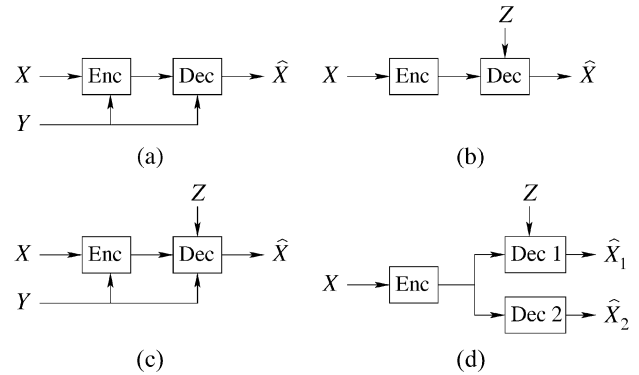 Z
X Enc Dec X̂ X Enc Dec X̂
Y
(a) (b)
Z Z
X Enc Dec X̂ Dec 1 X̂₁
X Enc
Y Dec 2 X̂₂
(c) (d)